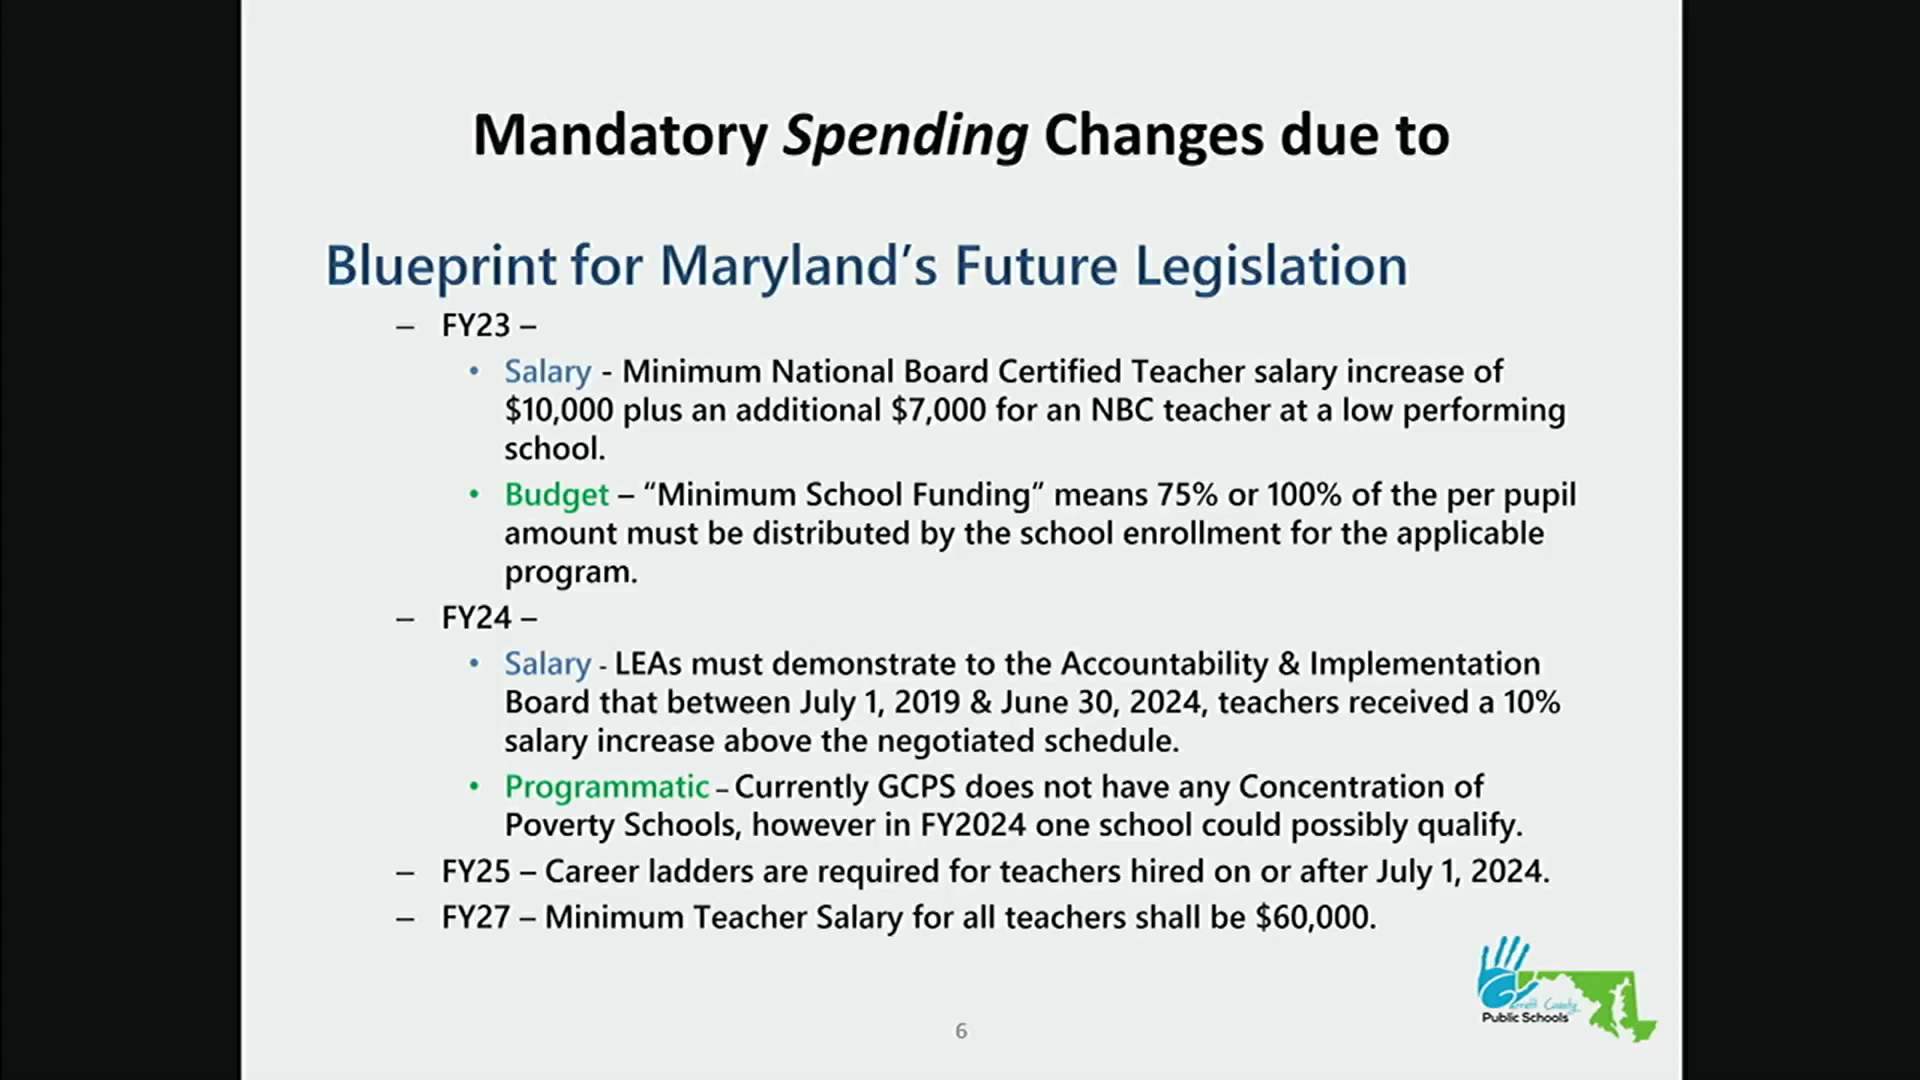 Mandatory Spending Changes due to
Blueprint for Maryland’s Future Legislation
– FY23 –
• Salary - Minimum National Board Certified Teacher salary increase of
$10,000 plus an additional $7,000 for an NBC teacher at a low performing
school.
• Budget – “Minimum School Funding” means 75% or 100% of the per pupil
amount must be distributed by the school enrollment for the applicable
program.
– FY24 –
• Salary - LEAs must demonstrate to the Accountability & Implementation
Board that between July 1, 2019 & June 30, 2024, teachers received a 10%
salary increase above the negotiated schedule.
• Programmatic – Currently GCPS does not have any Concentration of
Poverty Schools, however in FY2024 one school could possibly qualify.
– FY25 – Career ladders are required for teachers hired on or after July 1, 2024.
– FY27 – Minimum Teacher Salary for all teachers shall be $60,000.
Garrett County
Public Schools
6